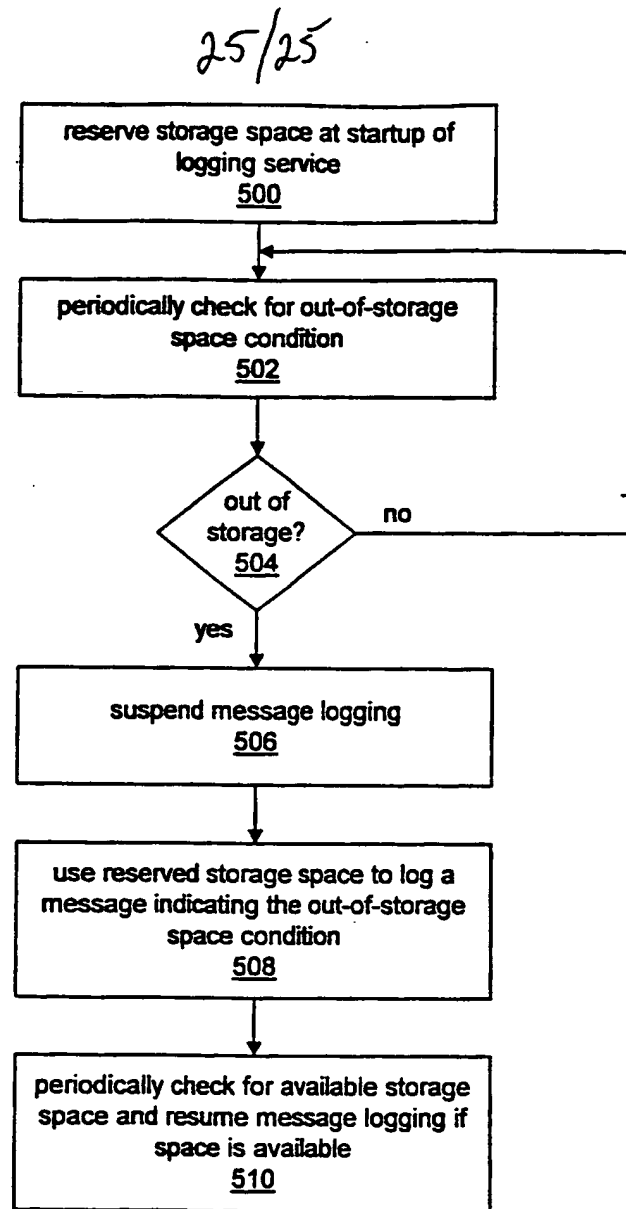 25/25
reserve storage space at startup of
logging service
500
periodically check for out-of-storage
space condition
502
out of
storage?
504
no
yes
suspend message logging
506
use reserved storage space to log a
message indicating the out-of-storage
space condition
508
periodically check for available storage
space and resume message logging if
space is available
510